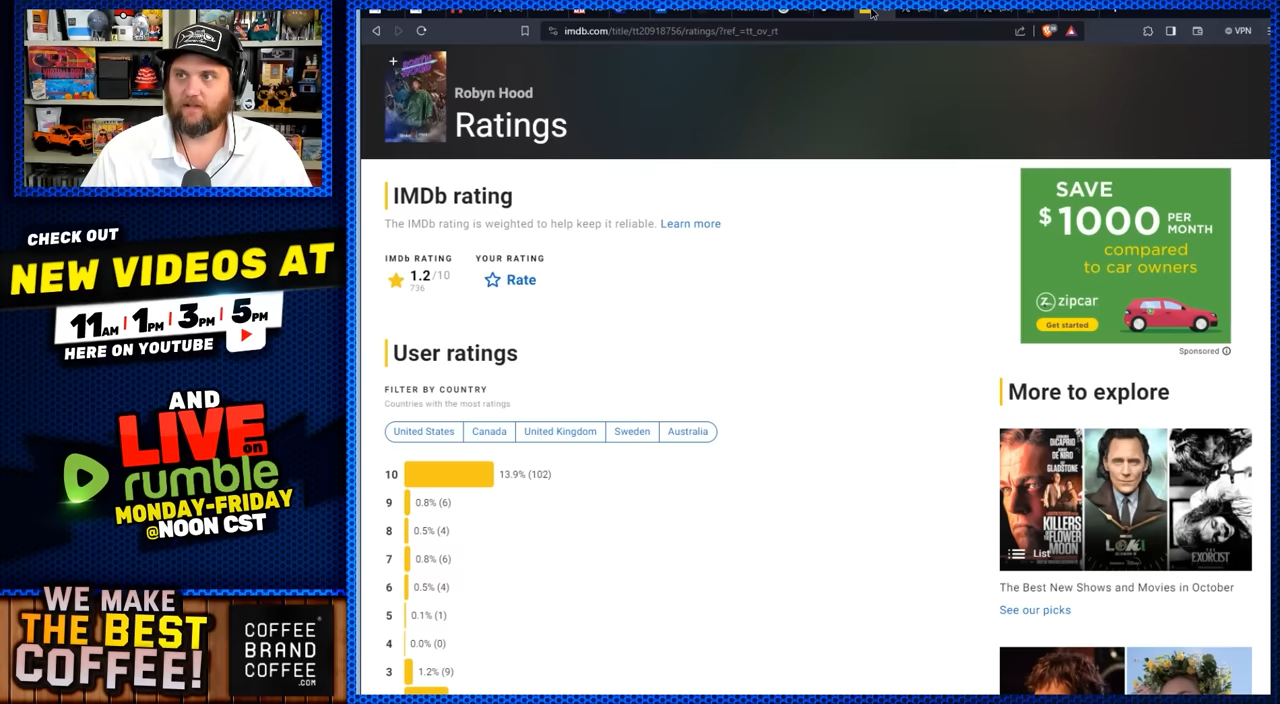 VIRTUAL BOY
CHECK OUT
NEW VIDEOS AT
11AM | 1PM | 3PM | 5PM
HERE ON YOUTUBE
AND
LIVE on
rumble
MONDAY-FRIDAY
@NOON CST
WE MAKE
THE BEST
COFFEE!
COFFEE
BRAND
COFFEE
.COM
imdb.com/title/tt20918756/ratings/?ref_=tt_ov_rt
VPN
Robyn Hood
Ratings
IMDb rating
The IMDb rating is weighted to help keep it reliable. Learn more
IMDb RATING
YOUR RATING
1.2/10
736
Rate
User ratings
FILTER BY COUNTRY
Countries with the most ratings
United States
Canada
United Kingdom
Sweden
Australia
10 13.9% (102)
9 0.8% (6)
8 0.5% (4)
7 0.8% (6)
6 0.5% (4)
5 0.1% (1)
4 0.0% (0)
3 1.2% (9)
SAVE
$1000 PER MONTH
compared
to car owners
zipcar
Get started
Sponsored
More to explore
DICAPRIO
DE NIRO
GLADSTONE
KILLERS
OF THE
FLOWER
MOON
LOKI
THE
EXORCIST
List
The Best New Shows and Movies in October
See our picks